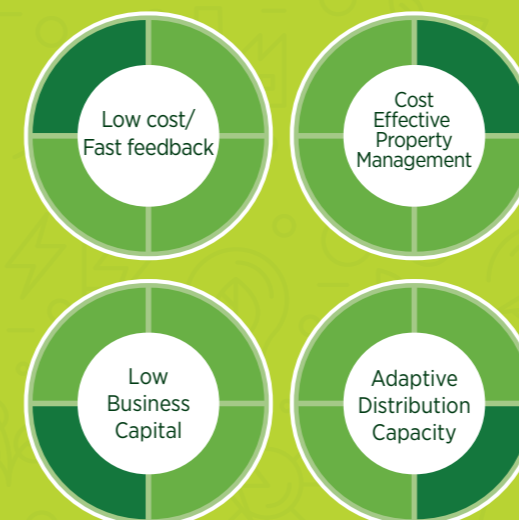 Low cost/
Fast feedback
Cost
Effective
Property
Management
Low
Business
Capital
Adaptive
Distribution
Capacity